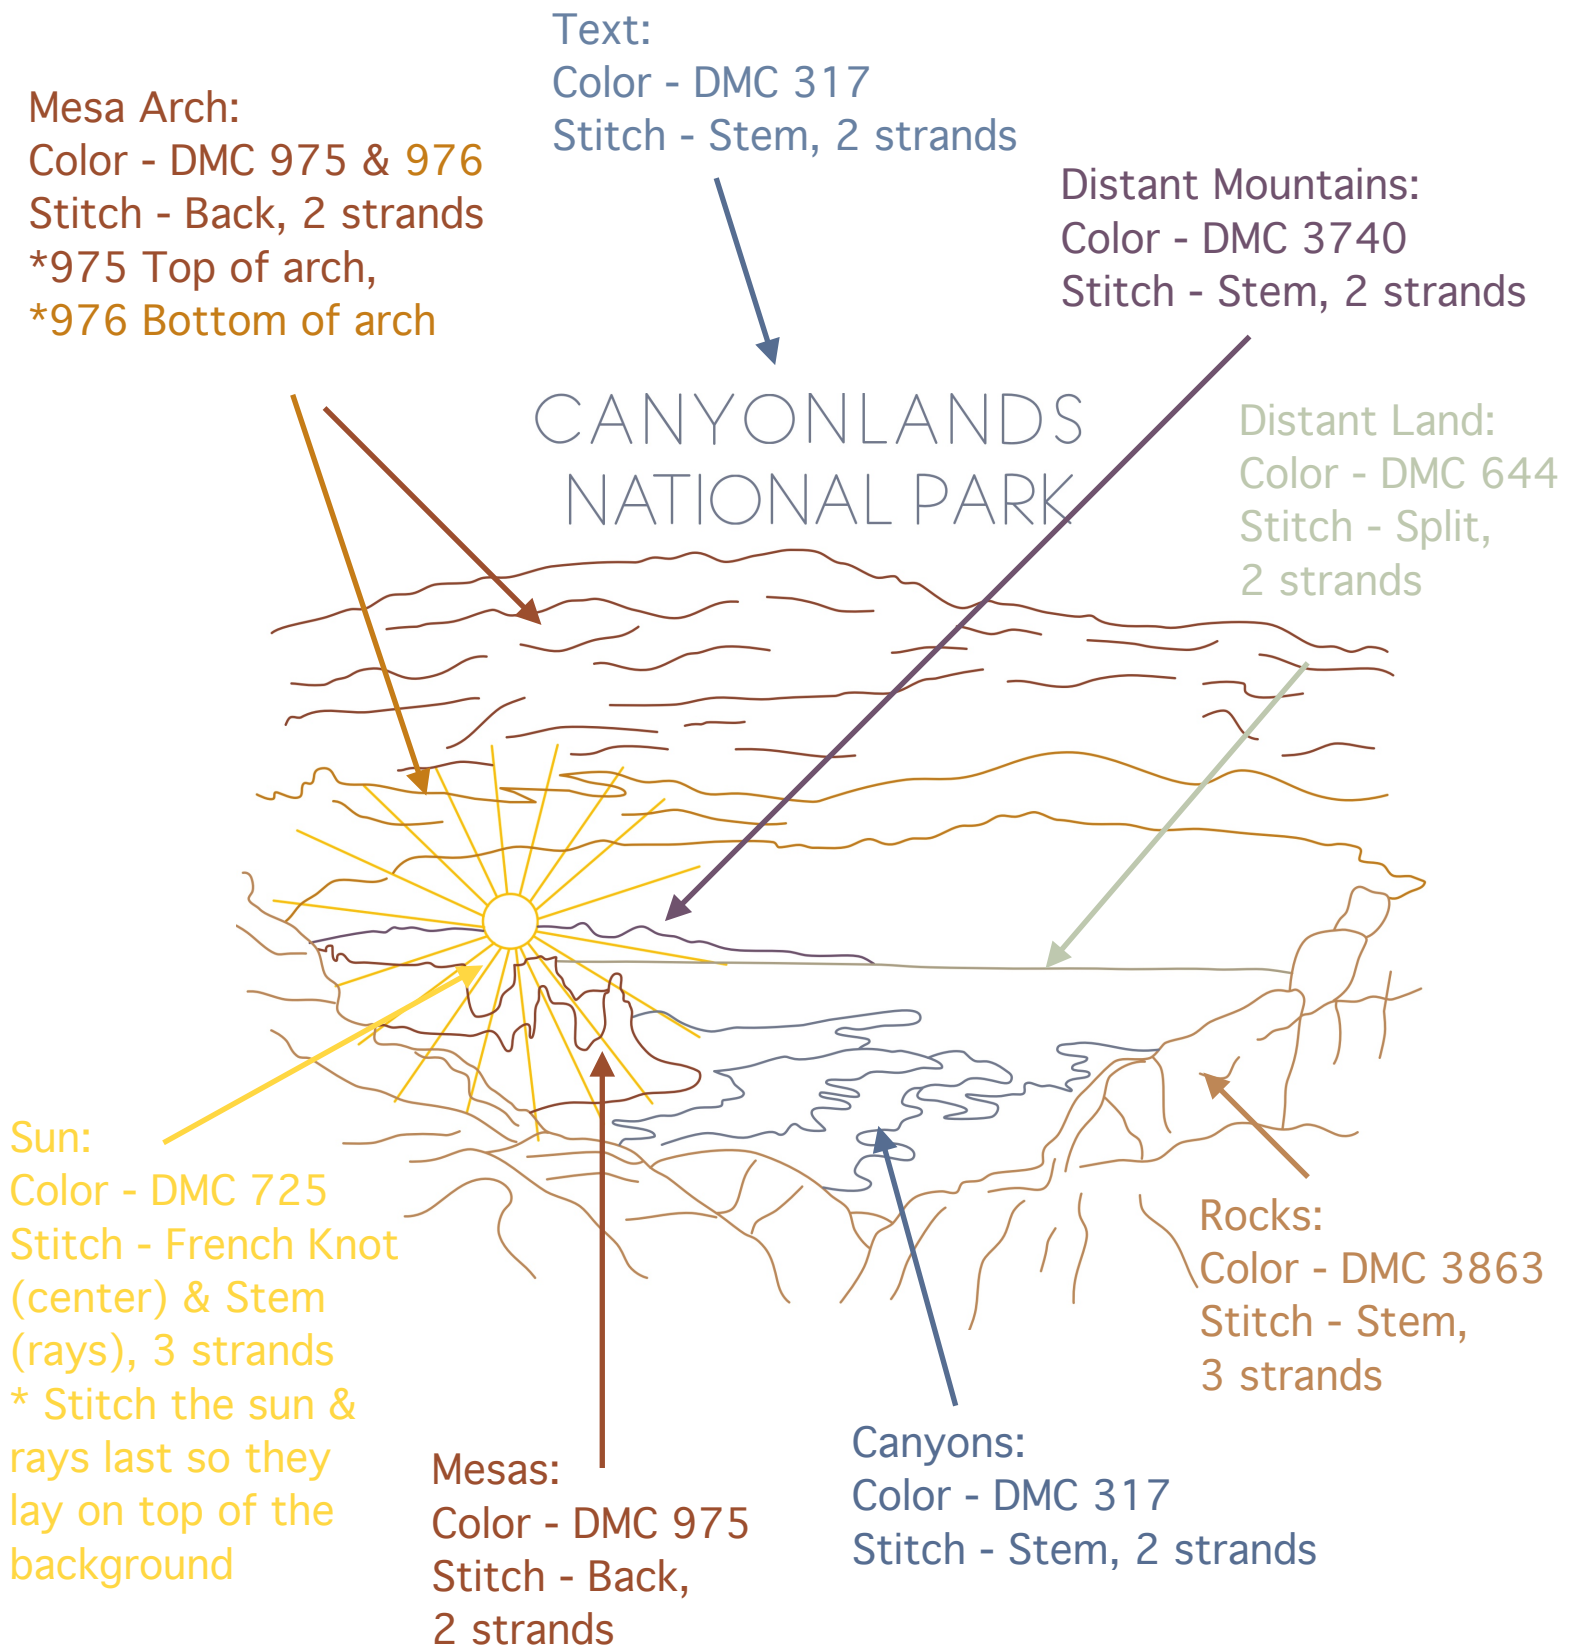 Text:
Color - DMC 317
Stitch - Stem, 2 strands
Mesa Arch:
Color - DMC 975 & 976
Stitch - Back, 2 strands
*975 Top of arch,
*976 Bottom of arch
Distant Mountains:
Color - DMC 3740
Stitch - Stem, 2 strands
CANYONLANDS
NATIONAL PARK
Distant Land:
Color - DMC 644
Stitch - Split,
2 strands
Sun:
Color - DMC 725
Stitch - French Knot
(center) & Stem
(rays), 3 strands
* Stitch the sun &
rays last so they
lay on top of the
background
Mesas:
Color - DMC 975
Stitch - Back,
2 strands
Canyons:
Color - DMC 317
Stitch - Stem, 2 strands
Rocks:
Color - DMC 3863
Stitch - Stem,
3 strands